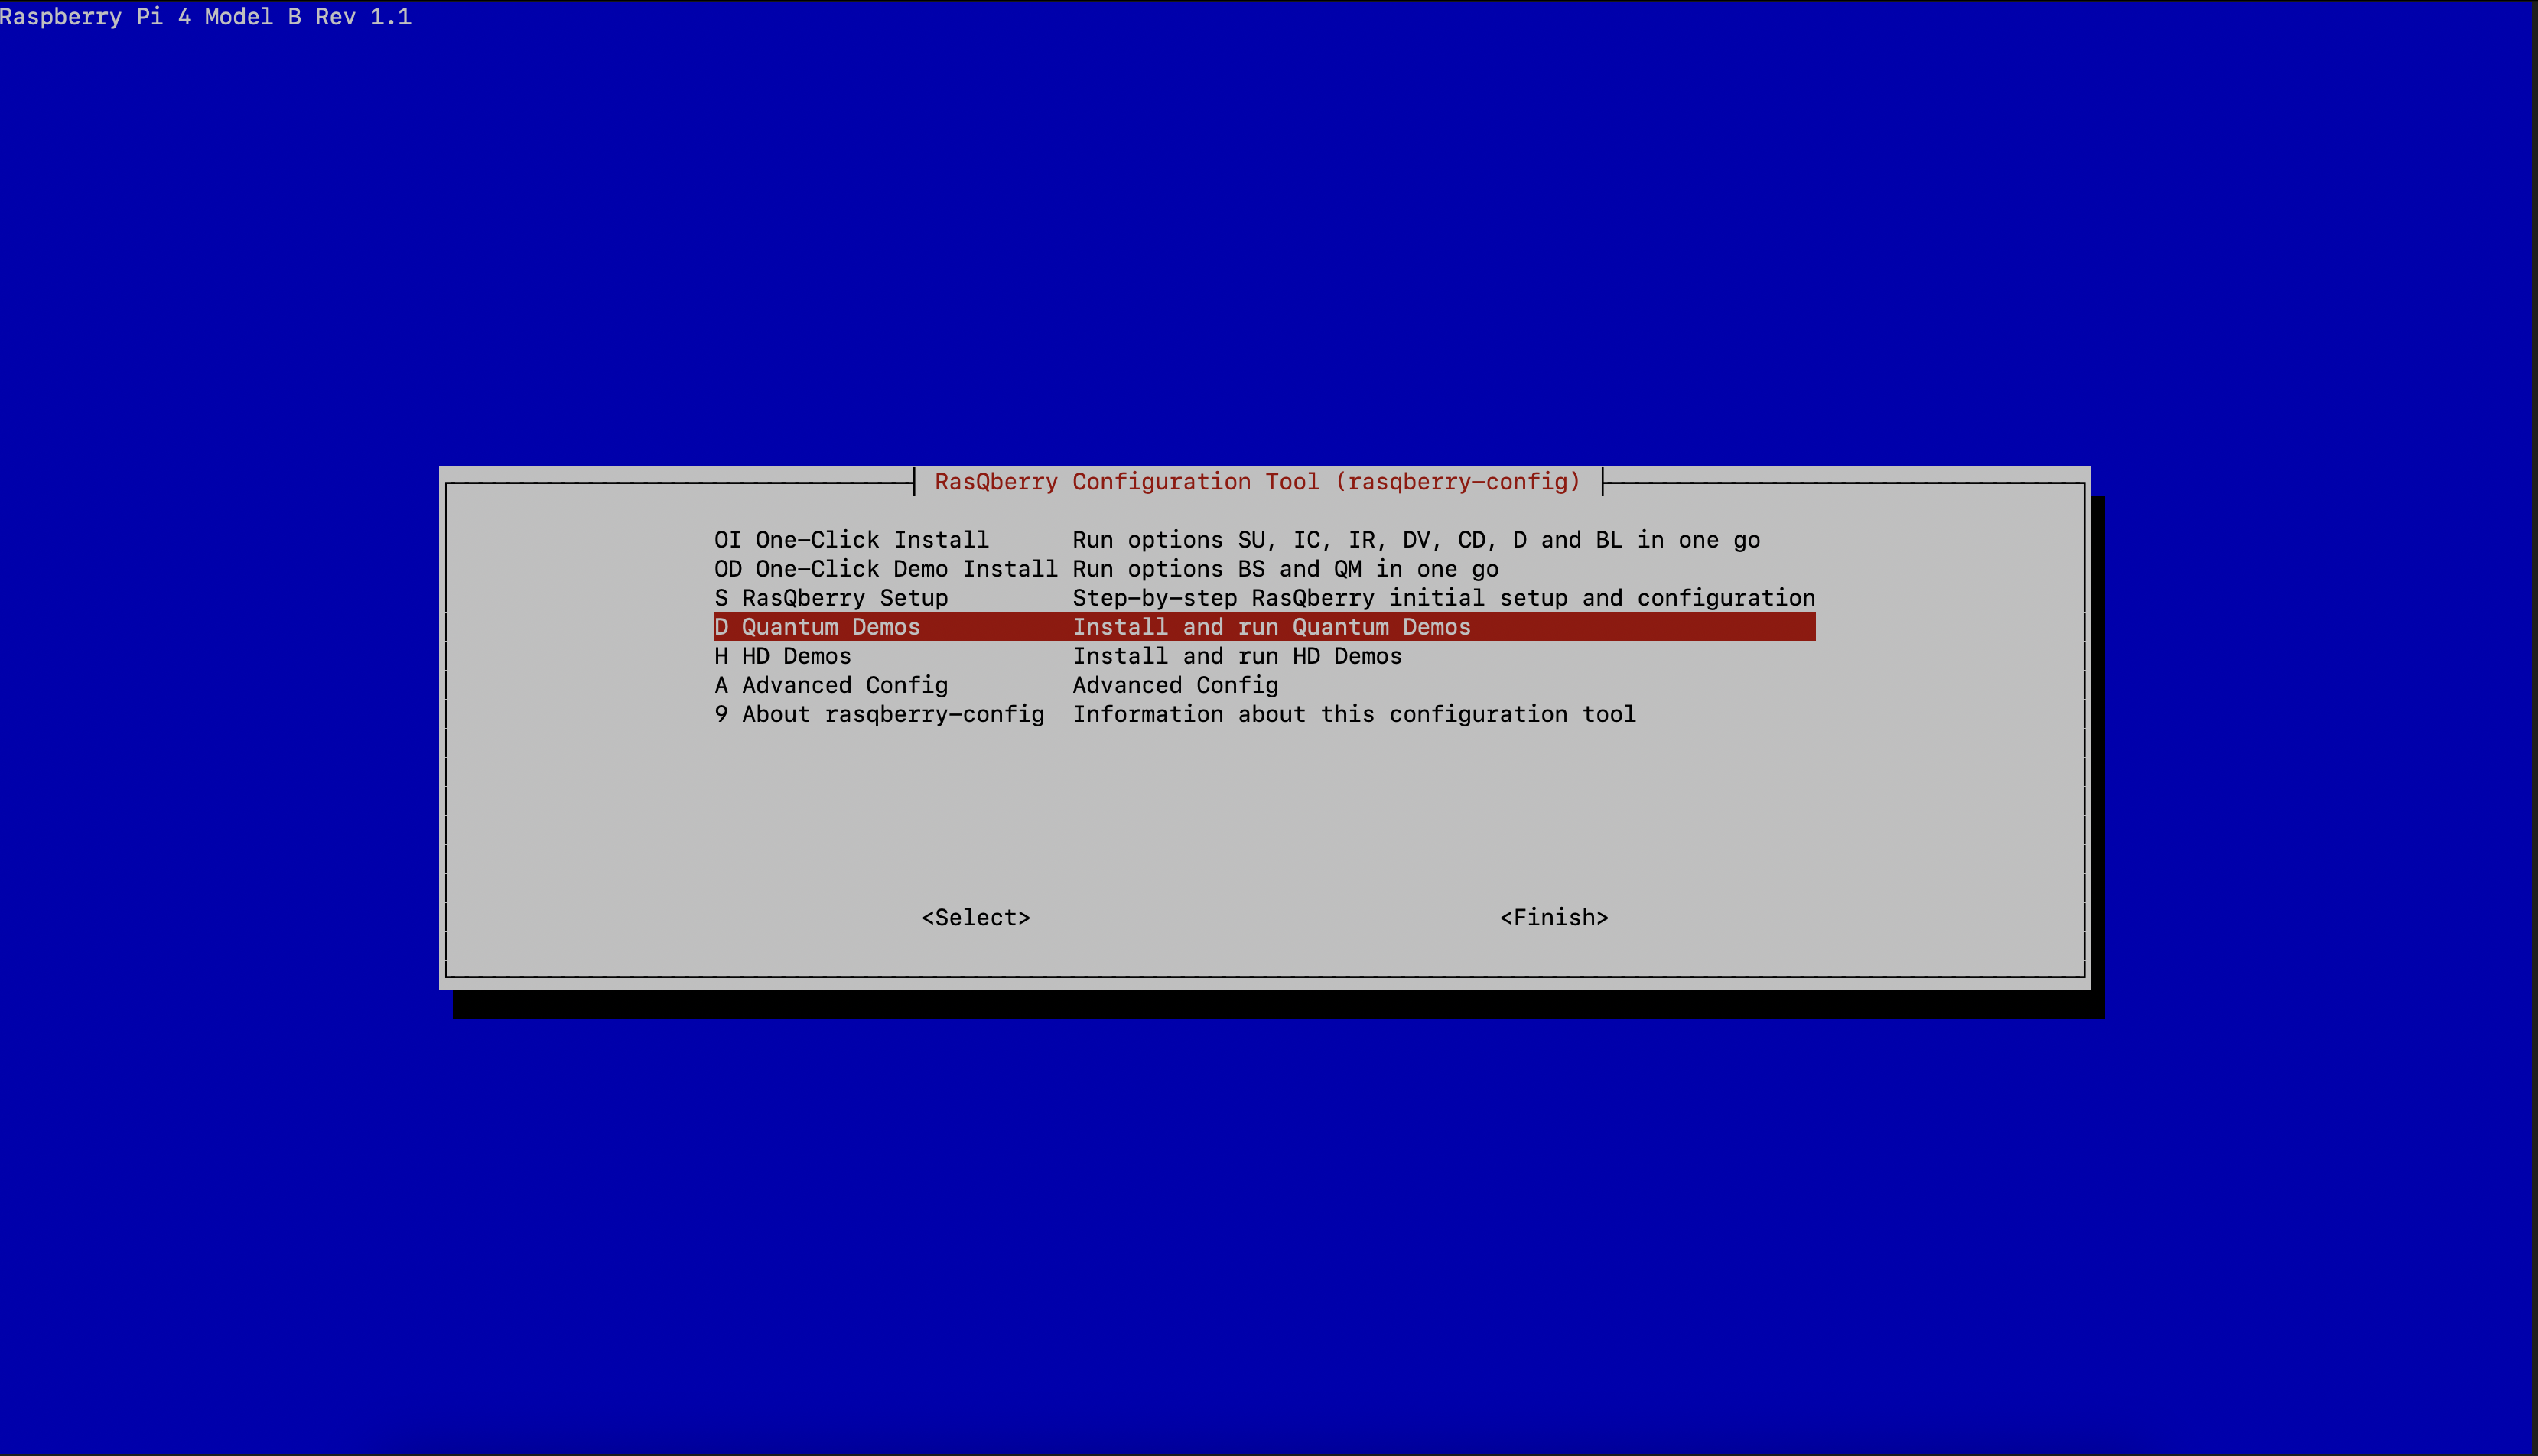 Raspberry Pi 4 Model B Rev 1.1
RasQberry Configuration Tool (rasqberry-config)
OI One-Click Install Run options SU, IC, IR, DV, CD, D and BL in one go
OD One-Click Demo Install Run options BS and QM in one go
S RasQberry Setup Step-by-step RasQberry initial setup and configuration
D Quantum Demos Install and run Quantum Demos
H HD Demos Install and run HD Demos
A Advanced Config Advanced Config
9 About rasqberry-config Information about this configuration tool
<Select> <Finish>